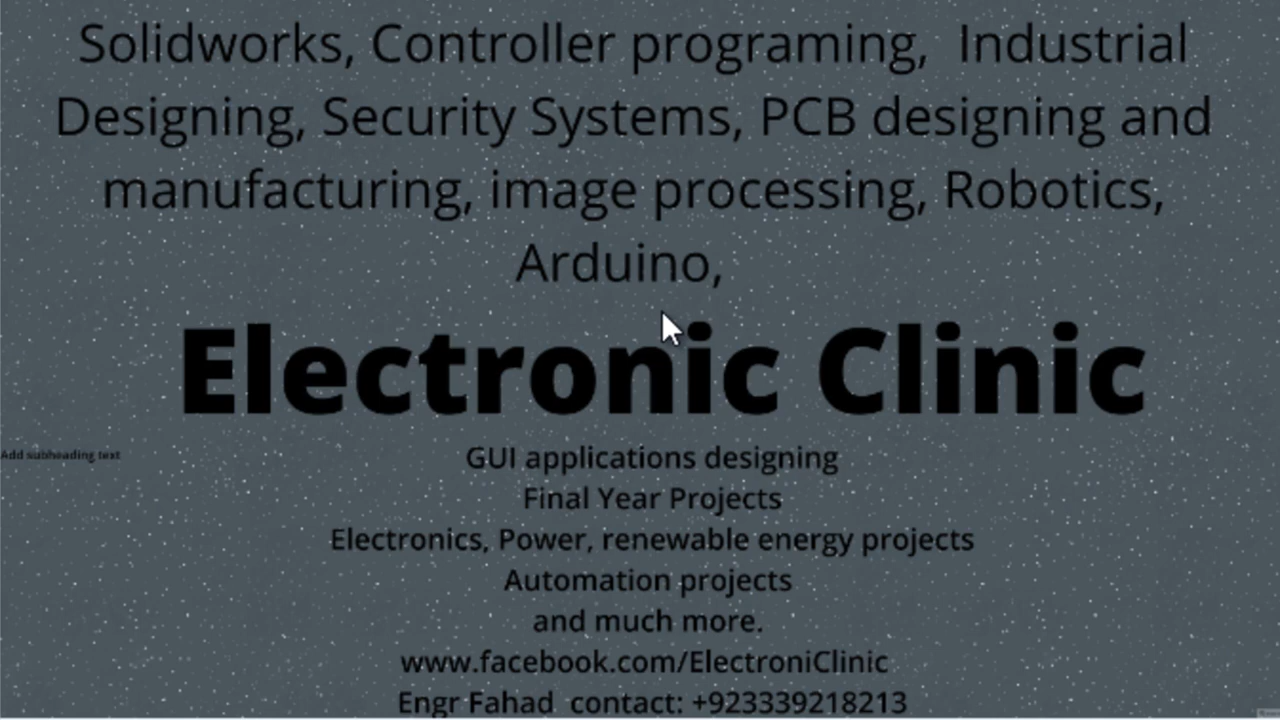 Solidworks, Controller programing, Industrial
Designing, Security Systems, PCB designing and
manufacturing, image processing, Robotics,
Arduino,
Electronic Clinic
Add subheading text
GUI applications designing
Final Year Projects
Electronics, Power, renewable energy projects
Automation projects
and much more.
www.facebook.com/ElectroniClinic
Engr Fahad contact: +923339218213